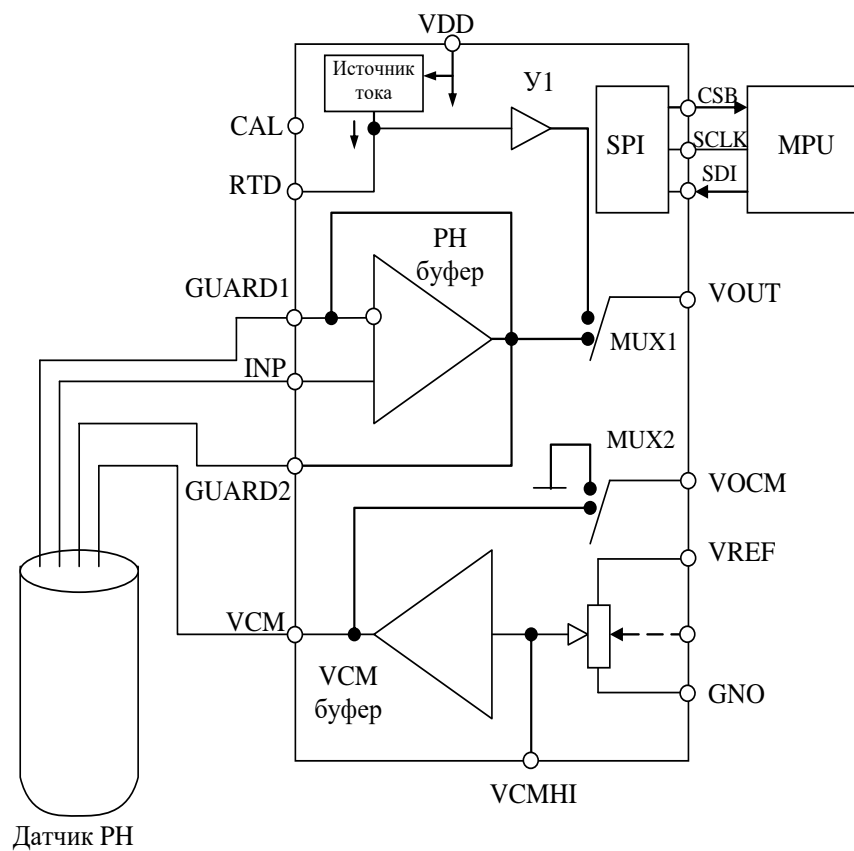 VDD
Источник
тока
У1
CAL
RTD
SPI
CSB
SCLK
SDI
MPU
PH
буфер
GUARD1
INP
GUARD2
VOUT
MUX1
MUX2
VOCM
VREF
VCM
VCM
буфер
GNO
VCMHI
Датчик PH